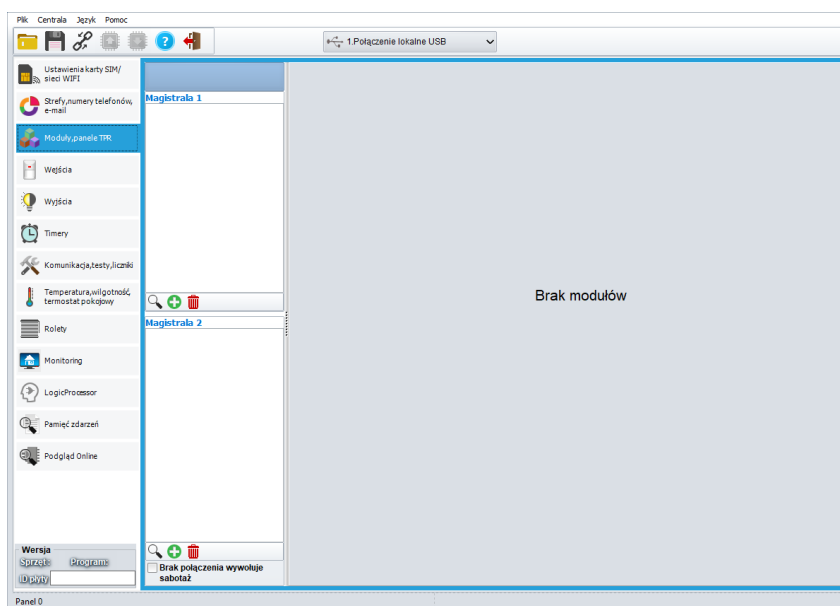 Plik Centrala Język Pomoc
1.Połączenie lokalne USB
Ustawienia karty SIM/
sieci WIFI
Strefy,numery telefonów,
e-mail
Moduły,panele TPR
Wejścia
Wyjścia
Timery
Komunikacja,testy,liczniki
Temperatura,wilgotność,
termostat pokojowy
Rolety
Monitoring
LogicProcessor
Pamięć zdarzeń
Podgląd Online
Wersja
Sprzęt: Program:
ID płyty
Magistrala 1
Magistrala 2
Brak połączenia wywołuje
sabotaż
Brak modułów
Panel 0